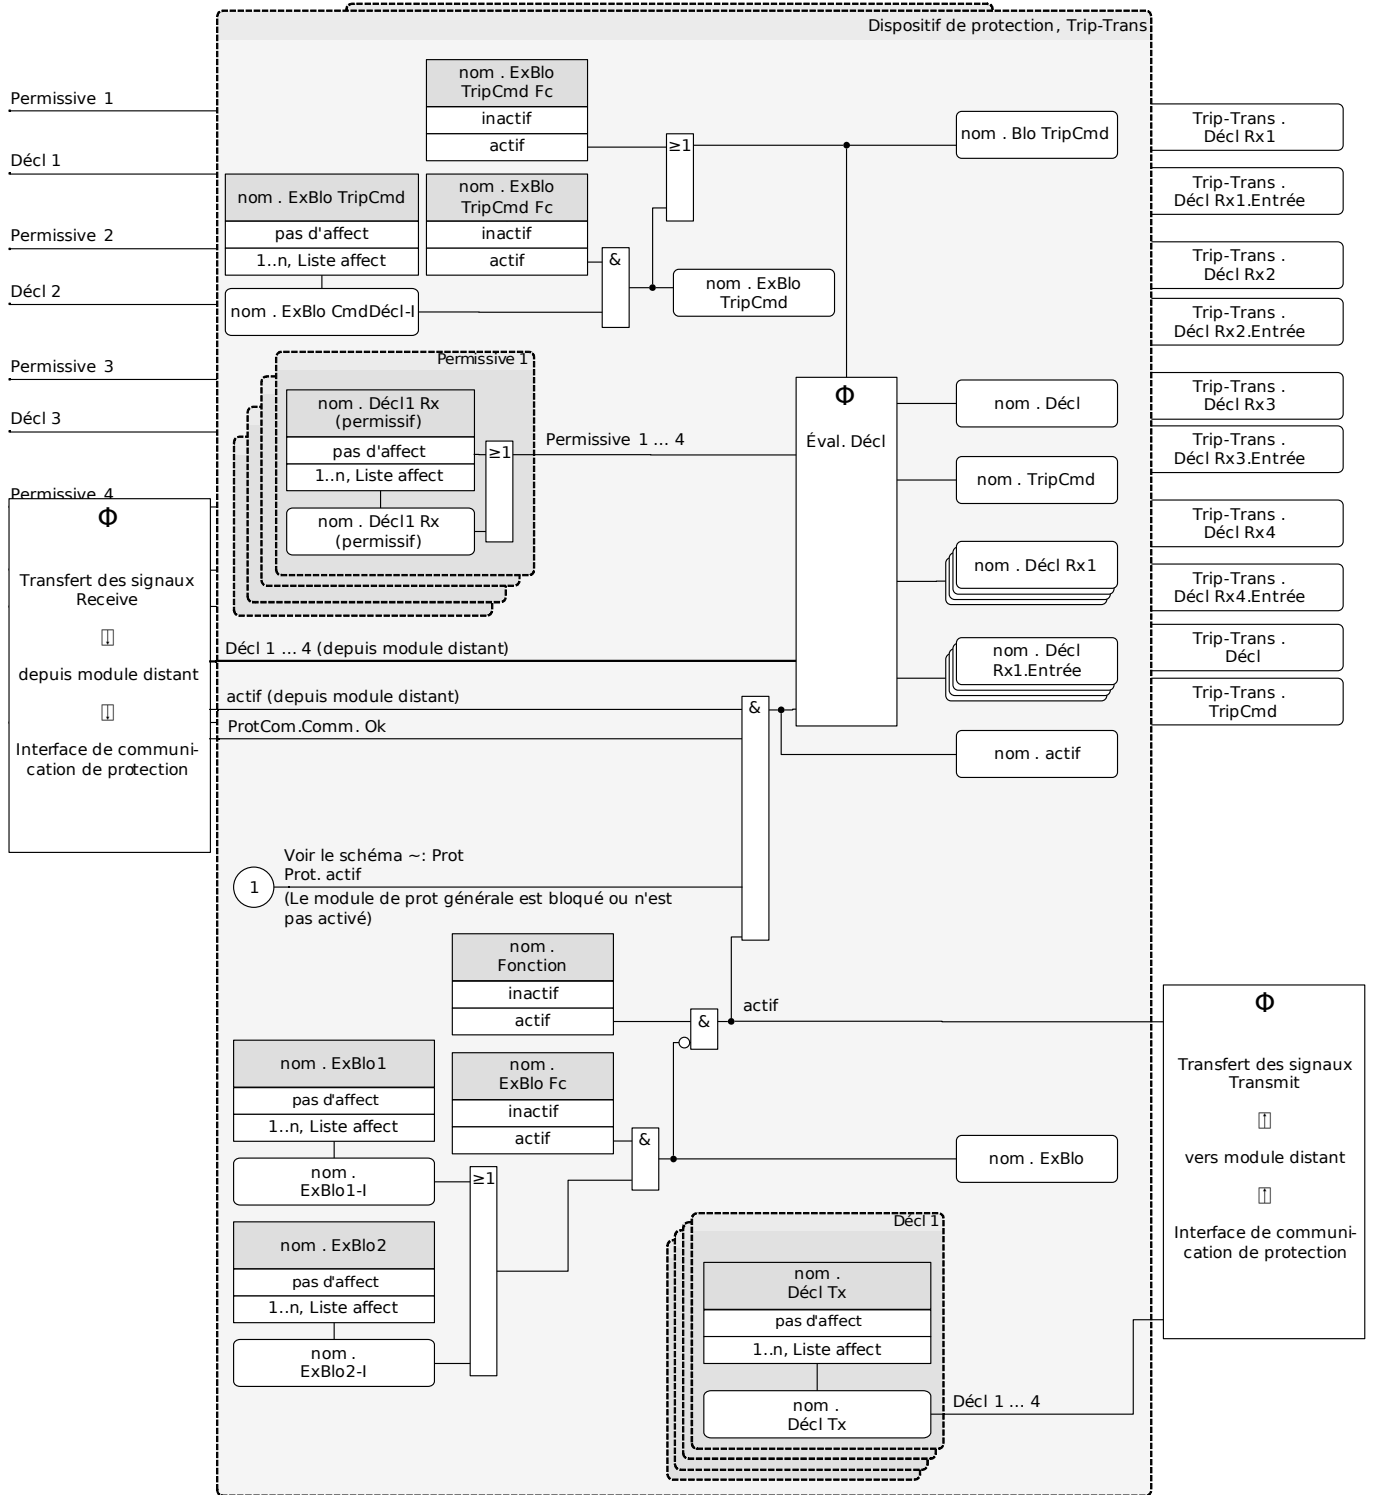 Dispositif de protection, Trip-Trans
Permissive 1
Décl 1
Permissive 2
Décl 2
Permissive 3
Décl 3
Permissive 4
Φ
Transfert des signaux
Receive
depuis module distant
Interface de communi-
cation de protection
nom . ExBlo
TripCmd Fc
inactif
actif
≥1
nom . Blo TripCmd
nom . ExBlo TripCmd
pas d'affect
1..n, Liste affect
nom . ExBlo CmdDécl-I
nom . ExBlo
TripCmd Fc
inactif
actif
&
nom . ExBlo
TripCmd
Permissive 1
nom . Décl1 Rx
(permissif)
pas d'affect
1..n, Liste affect
nom . Décl1 Rx
(permissif)
≥1
Permissive 1 ... 4
Φ
Éval. Décl
nom . Décl
nom . TripCmd
nom . Décl Rx1
nom . Décl
Rx1.Entrée
nom . actif
Décl 1 ... 4 (depuis module distant)
actif (depuis module distant)
ProtCom.Comm. Ok
&
1
Voir le schéma ~: Prot
Prot. actif
(Le module de prot générale est bloqué ou n'est
pas activé)
nom .
Fonction
inactif
actif
&
actif
nom . ExBlo1
pas d'affect
1..n, Liste affect
nom .
ExBlo1-I
nom .
ExBlo Fc
inactif
actif
&
≥1
nom . ExBlo
nom . ExBlo2
pas d'affect
1..n, Liste affect
nom .
ExBlo2-I
Décl 1
nom .
Décl Tx
pas d'affect
1..n, Liste affect
nom .
Décl Tx
Décl 1 ... 4
Trip-Trans .
Décl Rx1
Trip-Trans .
Décl Rx1.Entrée
Trip-Trans .
Décl Rx2
Trip-Trans .
Décl Rx2.Entrée
Trip-Trans .
Décl Rx3
Trip-Trans .
Décl Rx3.Entrée
Trip-Trans .
Décl Rx4
Trip-Trans .
Décl Rx4.Entrée
Trip-Trans .
Décl
Trip-Trans .
TripCmd
Φ
Transfert des signaux
Transmit
vers module distant
Interface de communi-
cation de protection